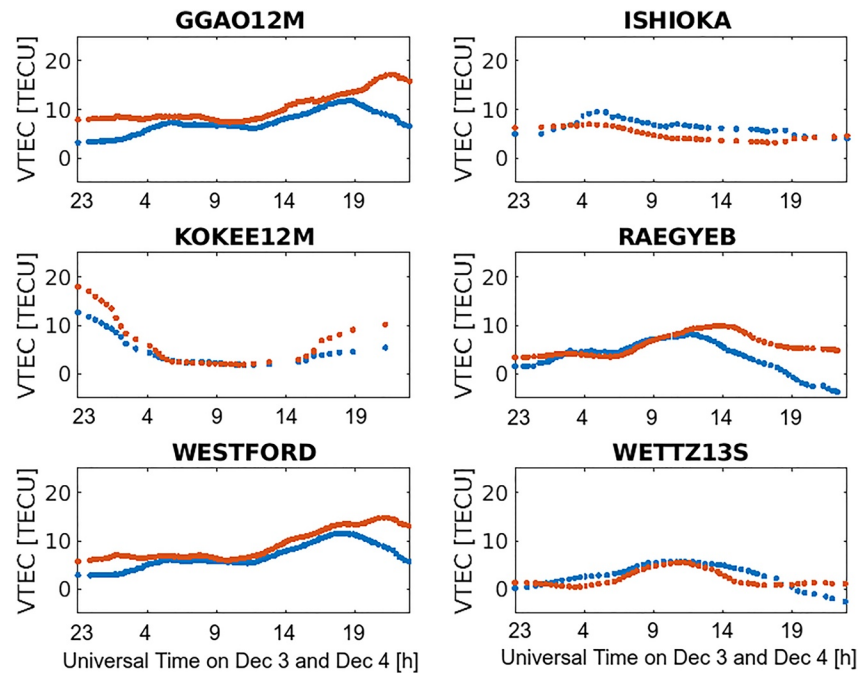 GGAO12M
ISHIOKA
VTEC [TECU]
20
10
0
23 4 9 14 19
VTEC [TECU]
20
10
0
23 4 9 14 19
KOKEE12M
RAEGYEB
VTEC [TECU]
20
10
0
23 4 9 14 19
VTEC [TECU]
20
10
0
23 4 9 14 19
WESTFORD
WETTZ13S
VTEC [TECU]
20
10
0
23 4 9 14 19
VTEC [TECU]
20
10
0
23 4 9 14 19
Universal Time on Dec 3 and Dec 4 [h]
Universal Time on Dec 3 and Dec 4 [h]